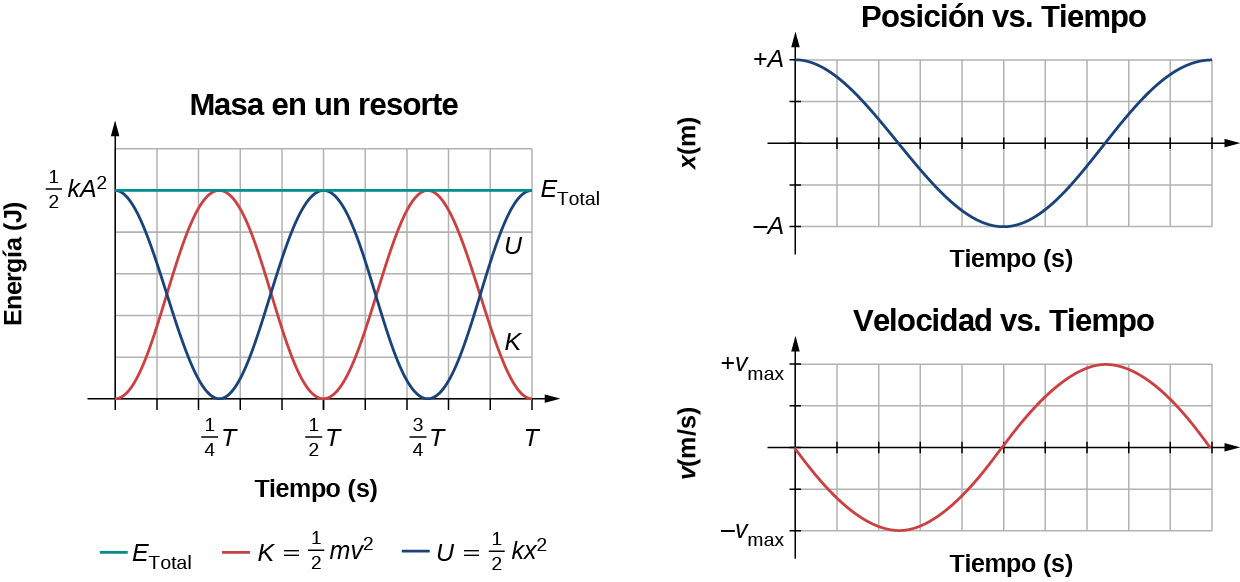 Masa en un resorte
Energía (J)
1/2 kA²
E_Total
U
K
1/4 T
1/2 T
3/4 T
T
Tiempo (s)
E_Total
K = 1/2 mv²
U = 1/2 kx²
Posición vs. Tiempo
+A
x(m)
–A
Tiempo (s)
Velocidad vs. Tiempo
+v_max
v(m/s)
–v_max
Tiempo (s)